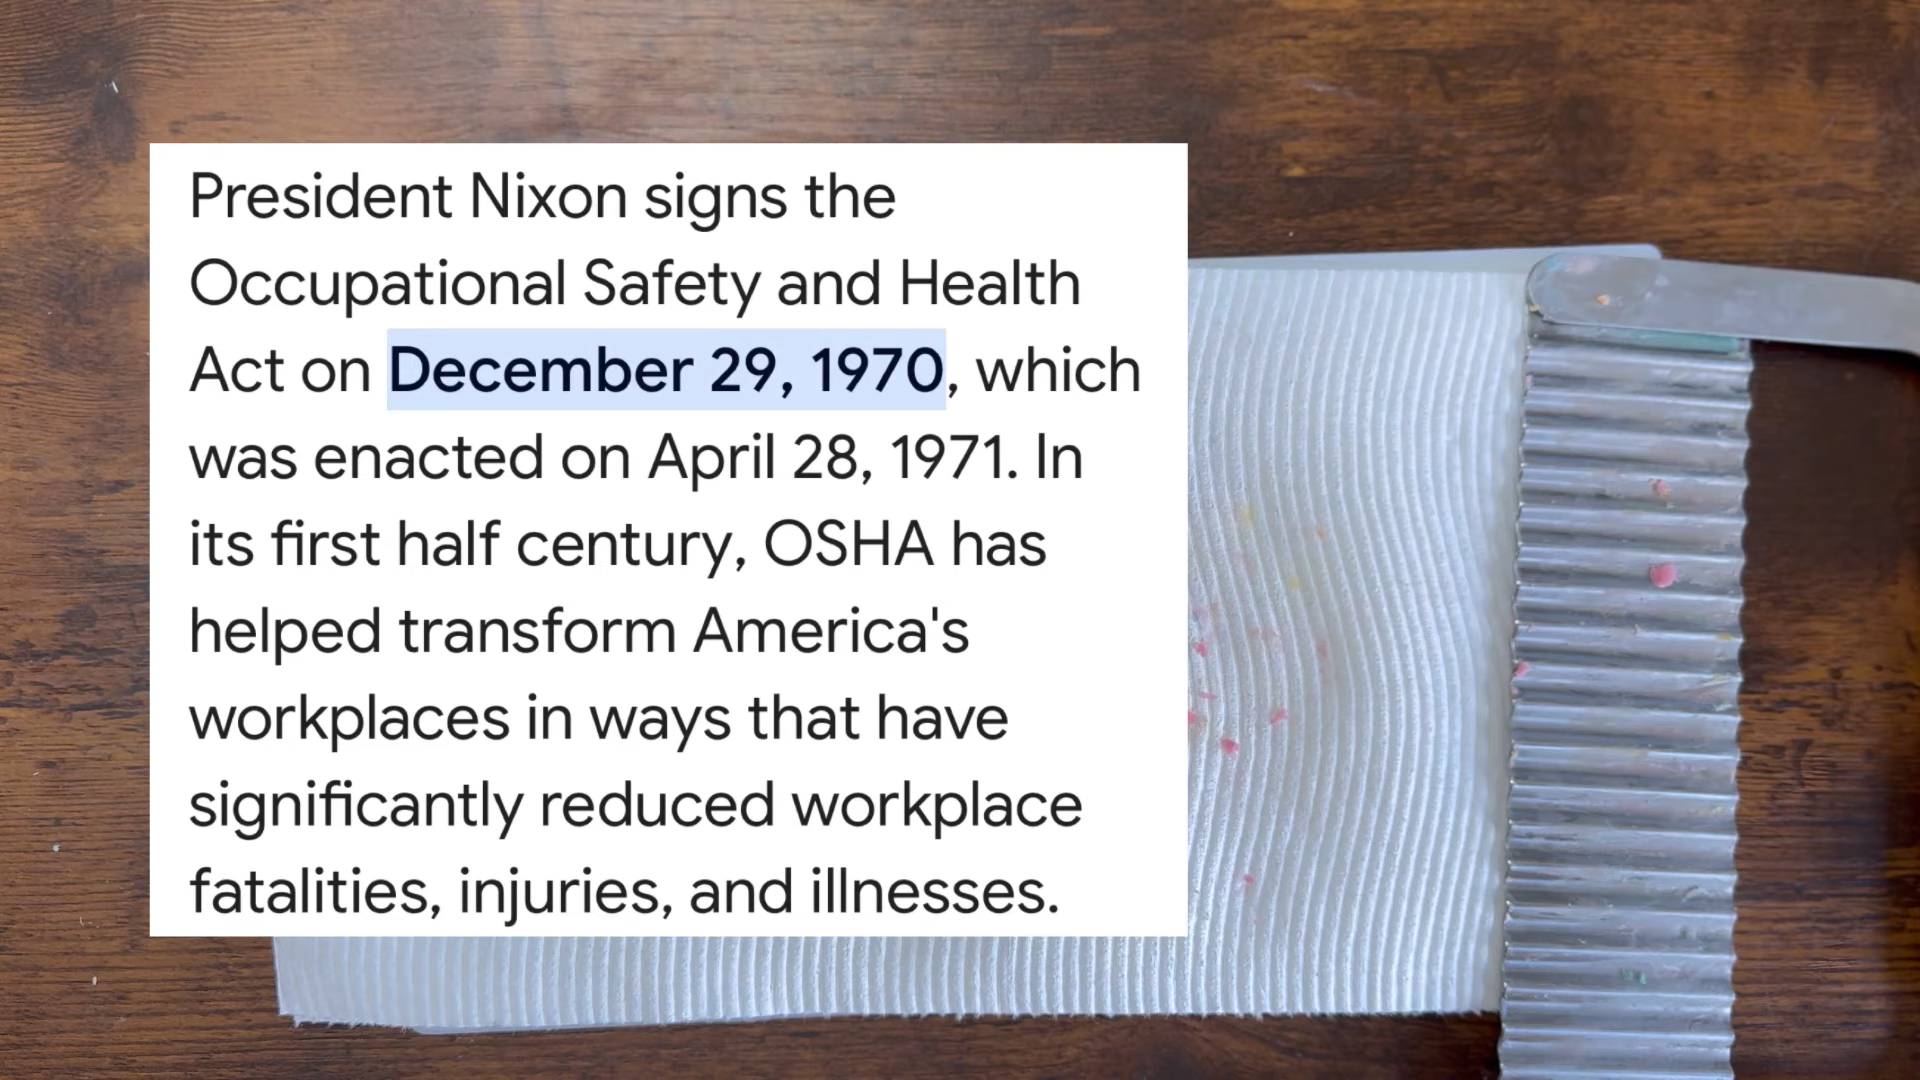 President Nixon signs the
Occupational Safety and Health
Act on December 29, 1970, which
was enacted on April 28, 1971. In
its first half century, OSHA has
helped transform America's
workplaces in ways that have
significantly reduced workplace
fatalities, injuries, and illnesses.